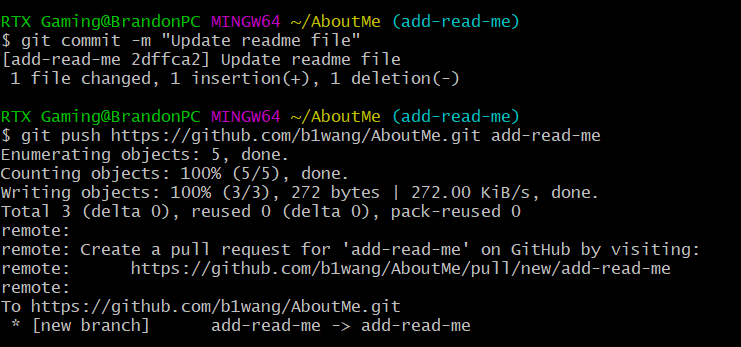 RTX Gaming@BrandonPC MINGW64 ~/AboutMe (add-read-me)
$ git commit -m "Update readme file"
[add-read-me 2dffca2] Update readme file
 1 file changed, 1 insertion(+), 1 deletion(-)

RTX Gaming@BrandonPC MINGW64 ~/AboutMe (add-read-me)
$ git push https://github.com/b1wang/AboutMe.git add-read-me
Enumerating objects: 5, done.
Counting objects: 100% (5/5), done.
Writing objects: 100% (3/3), 272 bytes | 272.00 KiB/s, done.
Total 3 (delta 0), reused 0 (delta 0), pack-reused 0
remote:
remote: Create a pull request for 'add-read-me' on GitHub by visiting:
remote:      https://github.com/b1wang/AboutMe/pull/new/add-read-me
remote:
To https://github.com/b1wang/AboutMe.git
 * [new branch]      add-read-me -> add-read-me